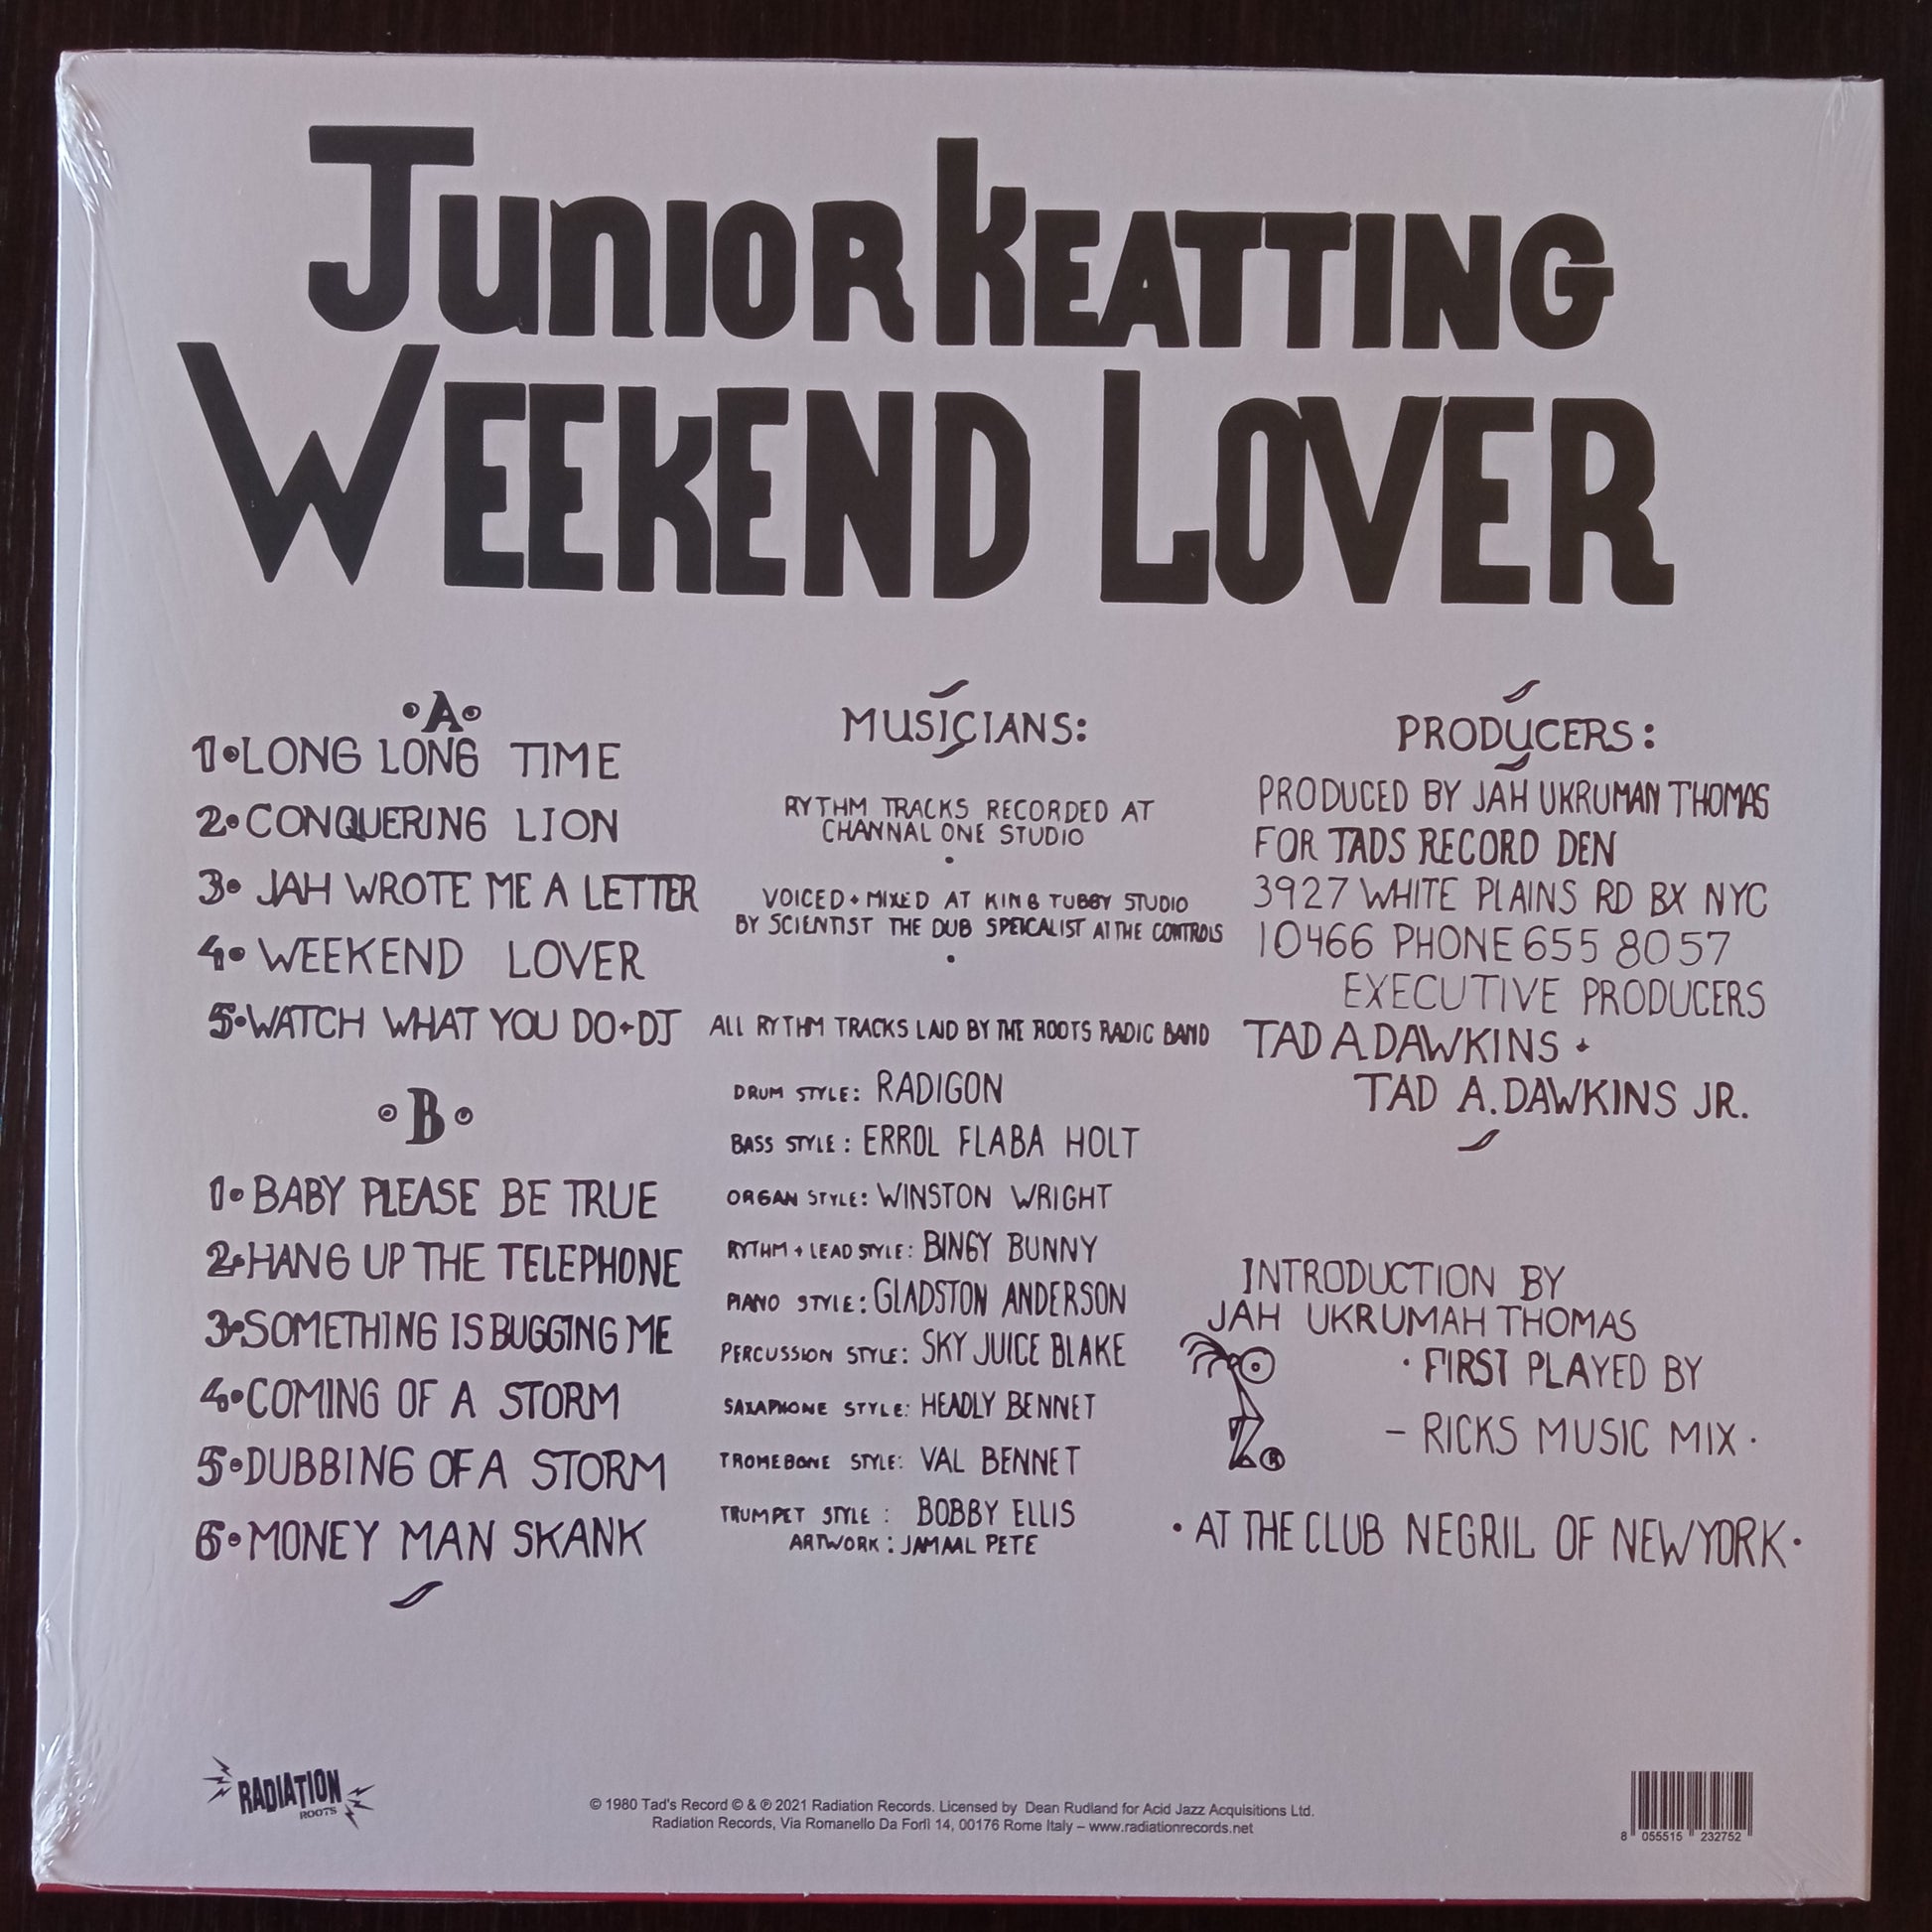 JUNIOR KEATTING
WEEKEND LOVER
•A•
1•LONG LONG TIME
2•CONQUERING LION
3• JAH WROTE ME A LETTER
4• WEEKEND LOVER
5•WATCH WHAT YOU DO+DJ
•B•
1•BABY PLEASE BE TRUE
2•HANG UP THE TELEPHONE
3•SOMETHING IS BUGGING ME
4•COMING OF A STORM
5•DUBBING OF A STORM
6•MONEY MAN SKANK
MUSICIANS:
RYTHM TRACKS RECORDED AT
CHANNAL ONE STUDIO
•
VOICED + MIXED AT KING TUBBY STUDIO
BY SCIENTIST THE DUB SPEICALIST AT THE CONTROLS
•
ALL RYTHM TRACKS LAID BY THE ROOTS RADIC BAND
DRUM STYLE: RADIGON
BASS STYLE: ERROL FLABA HOLT
ORGAN STYLE: WINSTON WRIGHT
RYTHM + LEAD STYLE: BINGY BUNNY
PIANO STYLE: GLADSTON ANDERSON
PERCUSSION STYLE: SKY JUICE BLAKE
SAXAPHONE STYLE: HEADLY BENNET
TROMEBONE STYLE: VAL BENNET
TRUMPET STYLE: BOBBY ELLIS
ARTWORK: JAMAAL PETE
PRODUCERS:
PRODUCED BY JAH UKRUMAN THOMAS
FOR TADS RECORD DEN
3927 WHITE PLAINS RD BX NYC
10466 PHONE 655 8057
EXECUTIVE PRODUCERS
TAD A DAWKINS +
TAD A. DAWKINS JR.
INTRODUCTION BY
JAH UKRUMAH THOMAS
• FIRST PLAYED BY
- RICKS MUSIC MIX •
• AT THE CLUB NEGRIL OF NEW YORK •
®
RADIATION
ROOTS
© 1980 Tad's Record © & ℗ 2021 Radiation Records. Licensed by Dean Rudland for Acid Jazz Acquisitions Ltd.
Radiation Records, Via Romanello Da Forlì 14, 00176 Rome Italy – www.radiationrecords.net
8 055515 232752